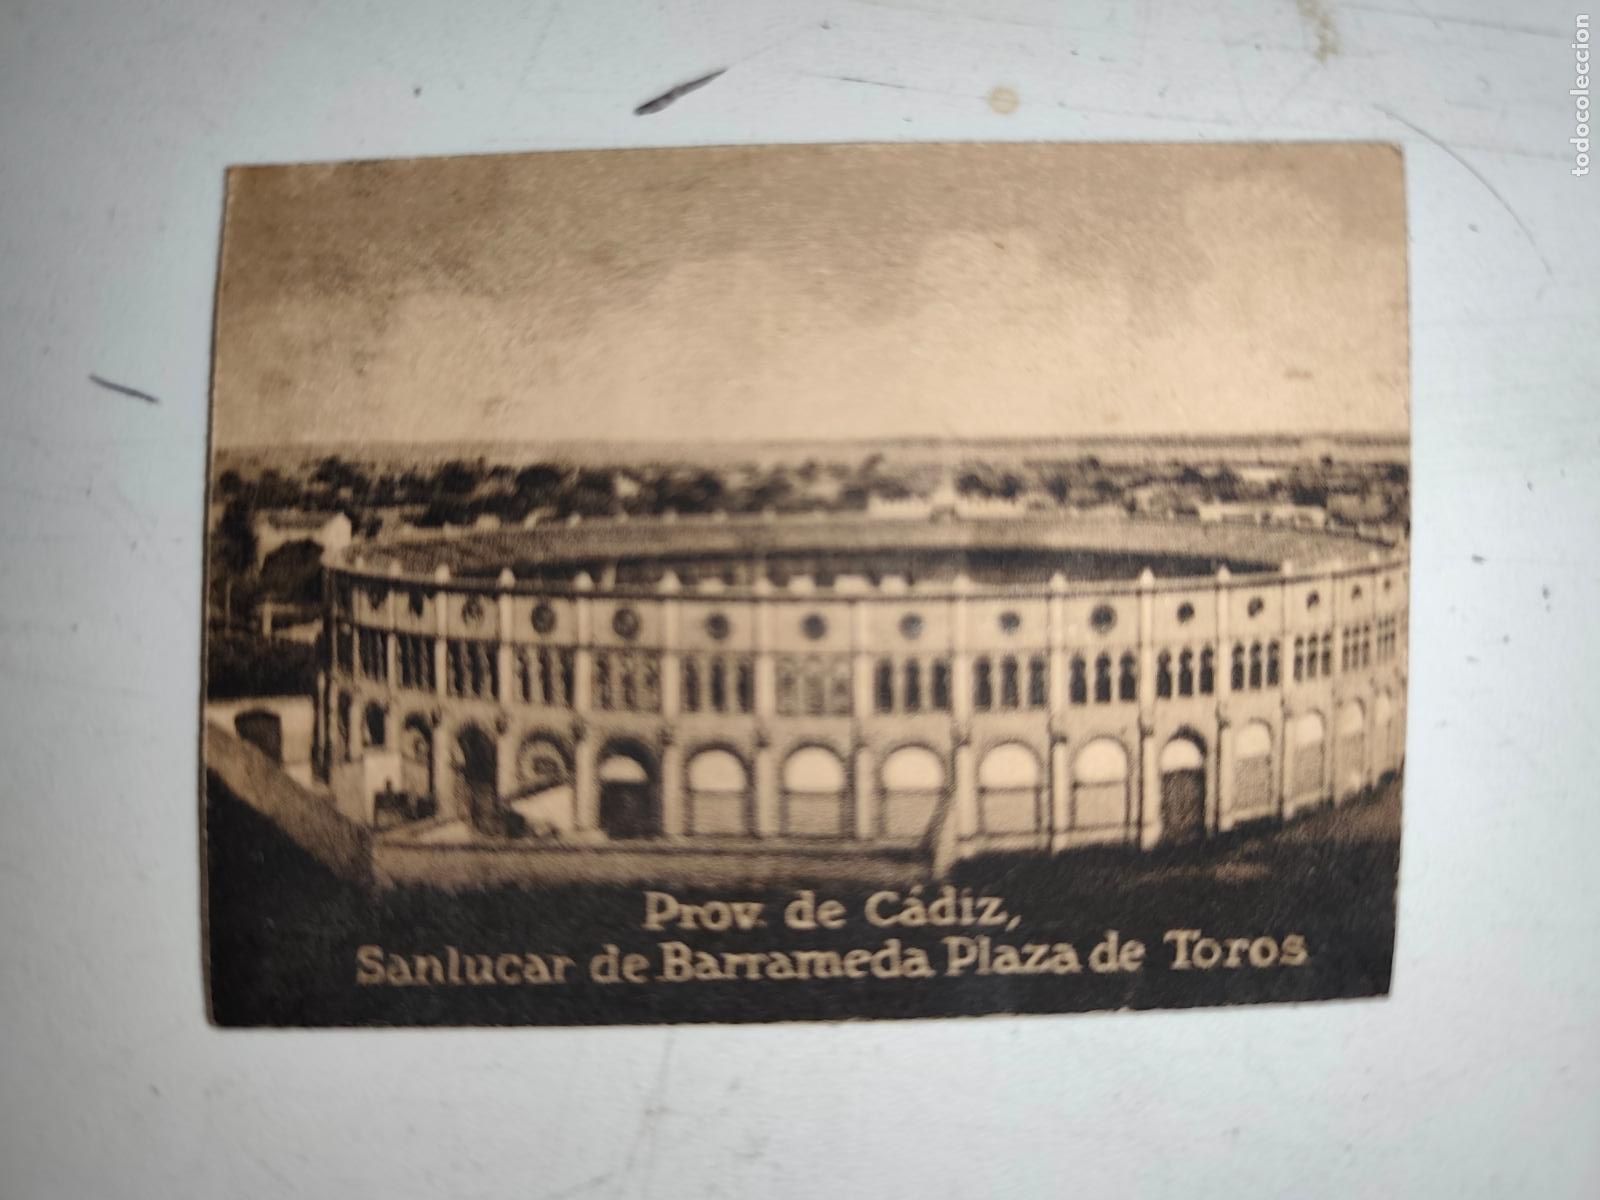 Prov. de Cádiz,
Sanlucar de Barrameda Plaza de Toros
todocoleccion